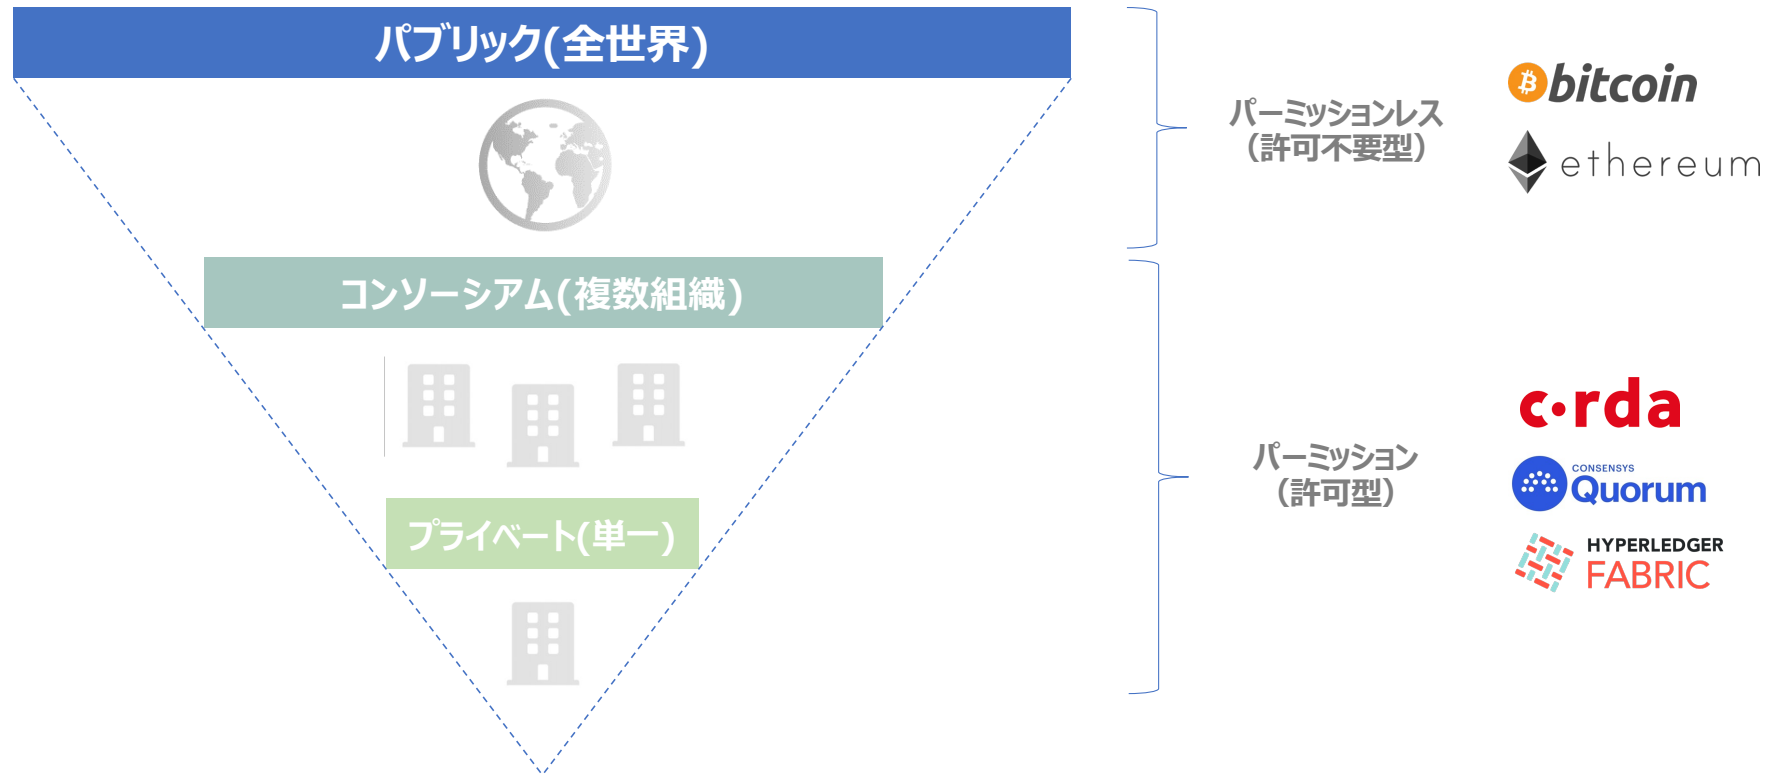 パブリック(全世界)
パーミッションレス
（許可不要型）
bitcoin
ethereum
コンソーシアム(複数組織)
プライベート(単一)
パーミッション
（許可型）
c・rda
CONSENSYS
Quorum
HYPERLEDGER
FABRIC